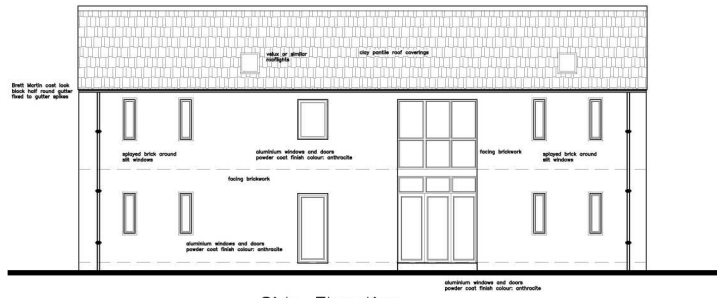 velux or similar
rooflights
clay pantile roof coverings
Brett Martin cast look
black half round gutter
fixed to gutter spikes
splayed brick around
slit windows
aluminium windows and doors
powder coat finish colour: anthracite
facing brickwork
splayed brick around
slit windows
facing brickwork
aluminium windows and doors
powder coat finish colour: anthracite
aluminium windows and doors
powder coat finish colour: anthracite